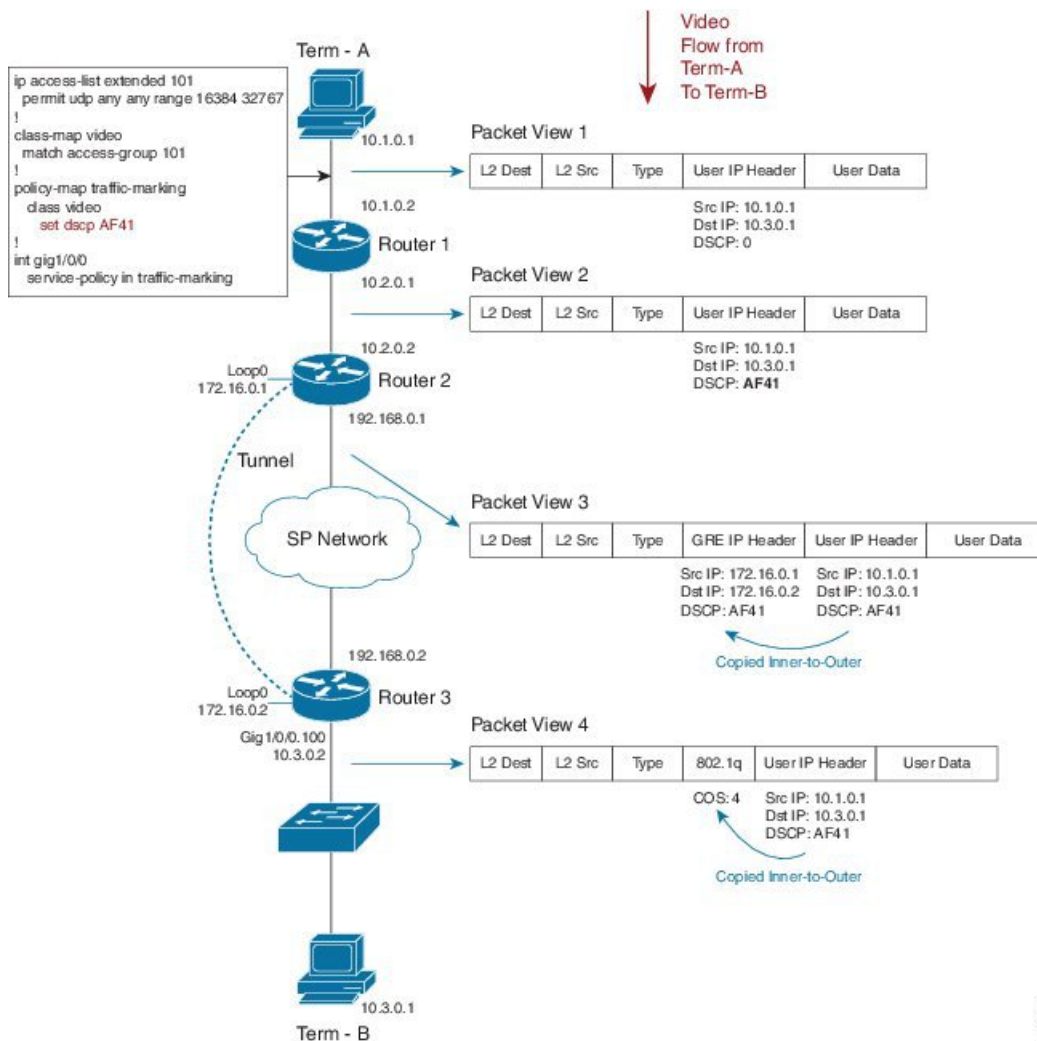 Term - A
Video
Flow from
Term-A
To Term-B
ip access-list extended 101
permit udp any any range 16384 32767
!
class-map video
match access-group 101
!
policy-map traffic-marking
class video
set dscp AF41
!
int gig1/0/0
service-policy in traffic-marking
10.1.0.1
Packet View 1
L2 Dest L2 Src Type User IP Header User Data
Src IP: 10.1.0.1
Dst IP: 10.3.0.1
DSCP: 0
10.1.0.2
Router 1
10.2.0.1
Packet View 2
L2 Dest L2 Src Type User IP Header User Data
Src IP: 10.1.0.1
Dst IP: 10.3.0.1
DSCP: AF41
10.2.0.2
Loop0
172.16.0.1
Router 2
192.168.0.1
Tunnel
SP Network
Packet View 3
L2 Dest L2 Src Type GRE IP Header User IP Header User Data
Src IP: 172.16.0.1 Src IP: 10.1.0.1
Dst IP: 172.16.0.2 Dst IP: 10.3.0.1
DSCP: AF41 DSCP: AF41
Copied Inner-to-Outer
192.168.0.2
Loop0
172.16.0.2
Router 3
Gig1/0/0.100
10.3.0.2
Packet View 4
L2 Dest L2 Src Type 802.1q User IP Header User Data
COS: 4 Src IP: 10.1.0.1
Dst IP: 10.3.0.1
DSCP: AF41
Copied Inner-to-Outer
10.3.0.1
Term - B